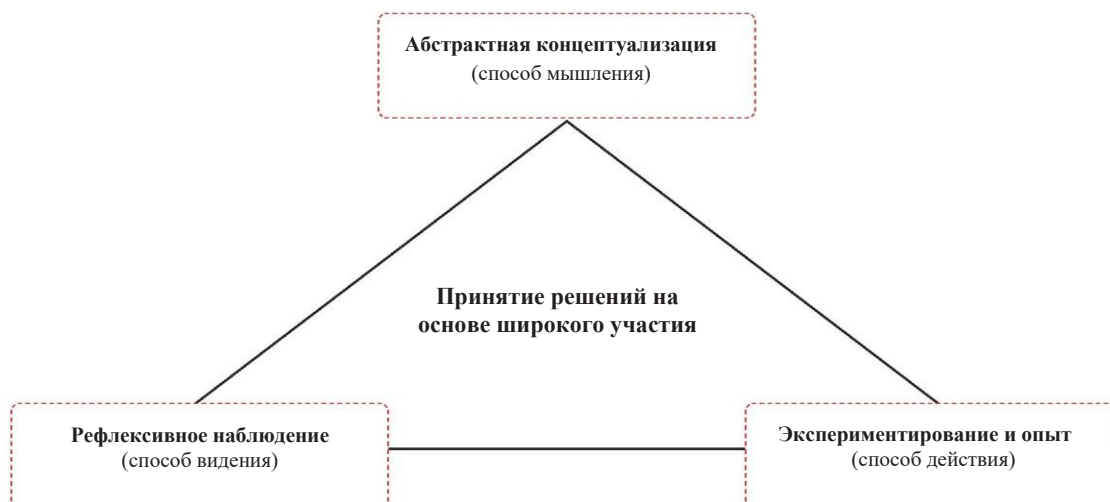 Абстрактная концептуализация
(способ мышления)
Принятие решений на
основе широкого участия
Рефлексивное наблюдение
(способ видения)
Экспериментирование и опыт
(способ действия)